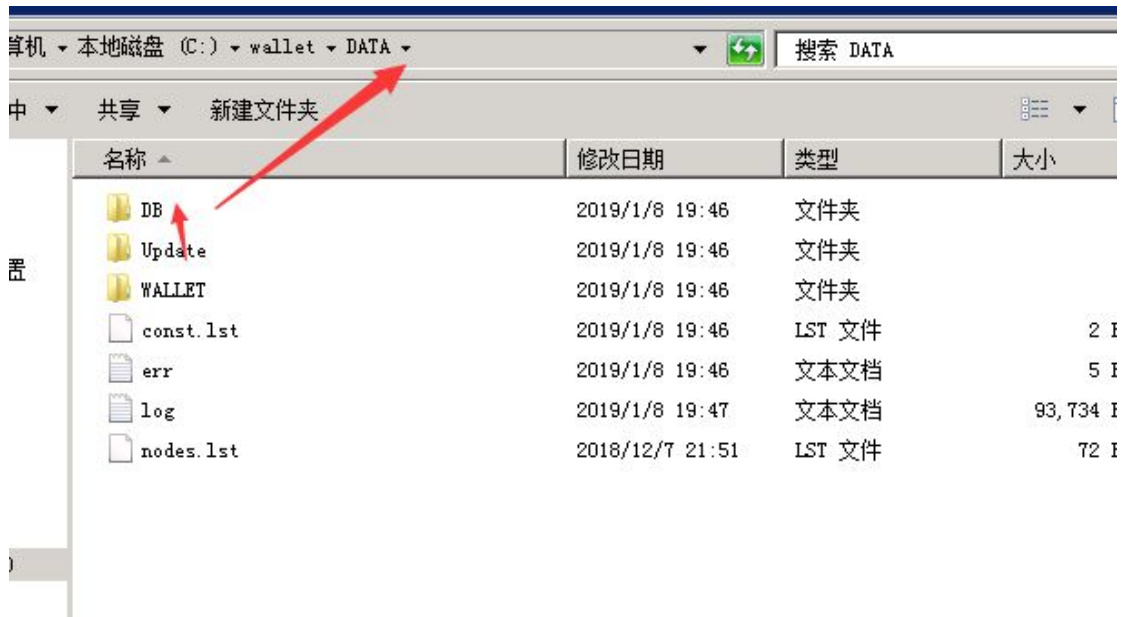 算机 本地磁盘 (C:) wallet DATA 搜索 DATA
中 共享 新建文件夹
名称 修改日期 类型 大小
DB 2019/1/8 19:46 文件夹
Update 2019/1/8 19:46 文件夹
置
WALLET 2019/1/8 19:46 文件夹
const.lst 2019/1/8 19:46 LST 文件 2
err 2019/1/8 19:46 文本文档 5
log 2019/1/8 19:47 文本文档 93,734
nodes.lst 2018/12/7 21:51 LST 文件 72